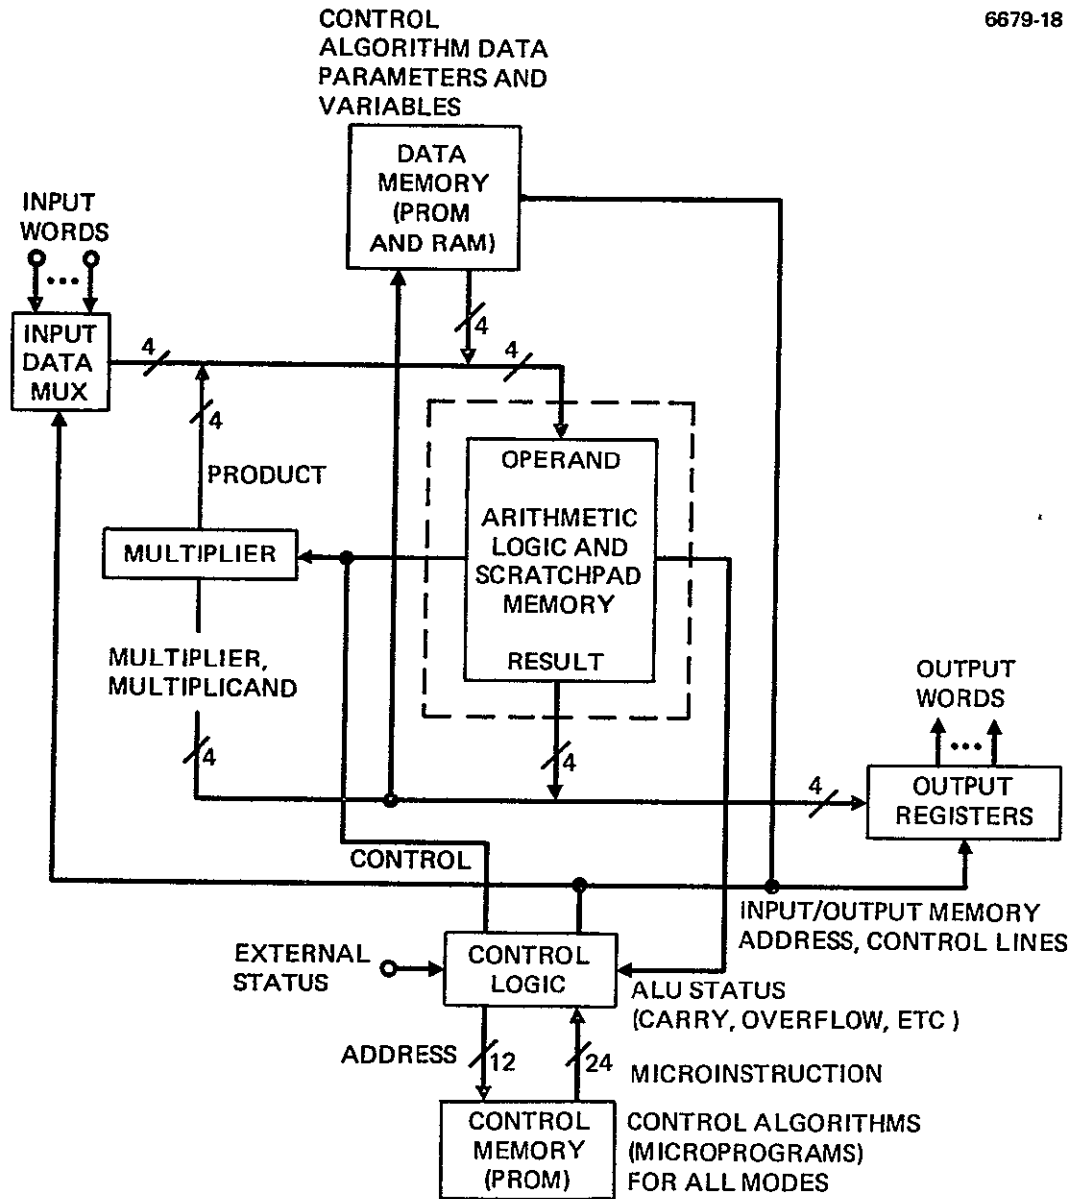 6679-18
CONTROL
ALGORITHM DATA
PARAMETERS AND
VARIABLES
DATA
MEMORY
(PROM
AND RAM)
INPUT
WORDS
INPUT
DATA
MUX
4
4
4
4
PRODUCT
OPERAND
ARITHMETIC
LOGIC AND
SCRATCHPAD
MEMORY
RESULT
MULTIPLIER
MULTIPLIER,
MULTIPLICAND
4
4
4
OUTPUT
WORDS
OUTPUT
REGISTERS
CONTROL
INPUT/OUTPUT MEMORY
ADDRESS, CONTROL LINES
EXTERNAL
STATUS
CONTROL
LOGIC
ALU STATUS
(CARRY, OVERFLOW, ETC )
ADDRESS
12
24
MICROINSTRUCTION
CONTROL
MEMORY
(PROM)
CONTROL ALGORITHMS
(MICROPROGRAMS)
FOR ALL MODES